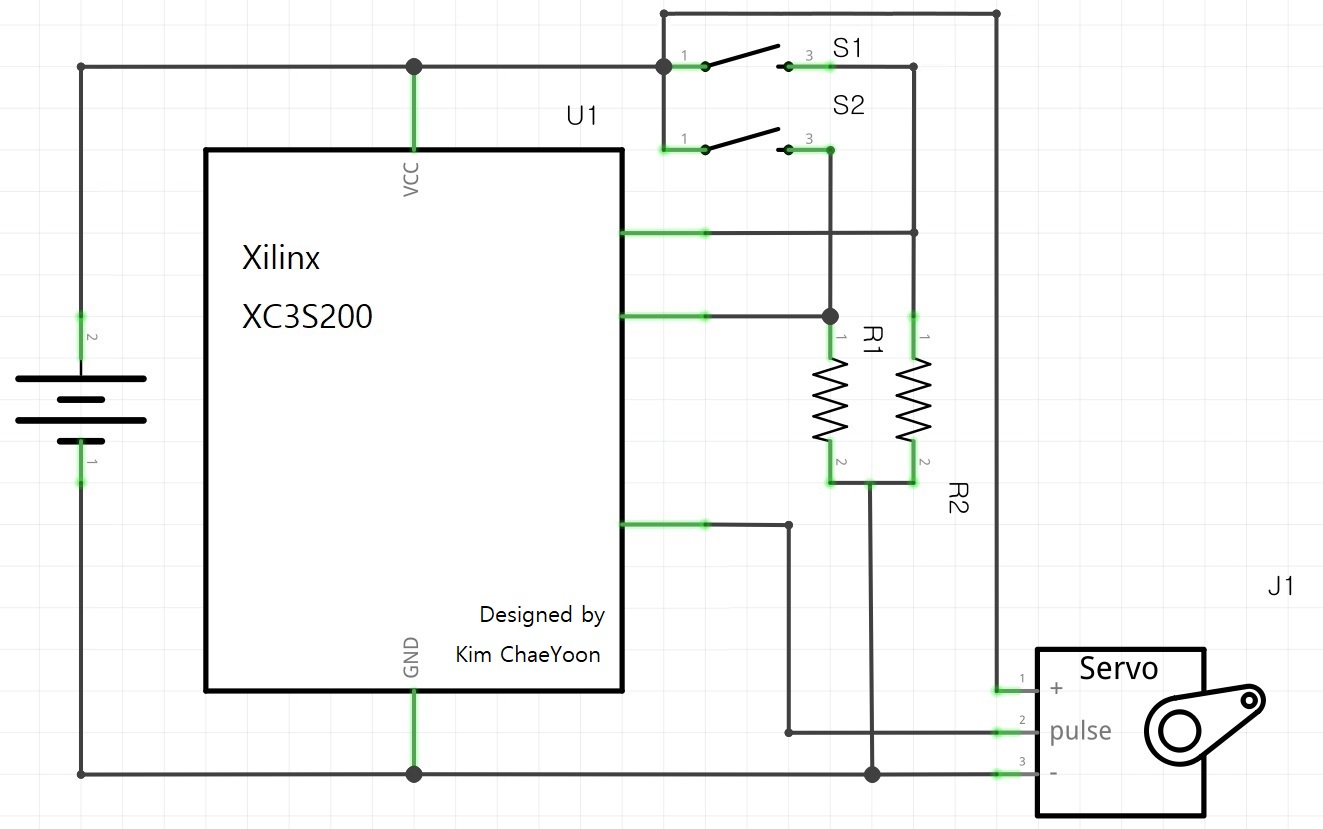 1
3
S1
S2
U1
1
3
VCC
Xilinx
XC3S200
2
1
R1
1
1
2
2
R2
Designed by
Kim ChaeYoon
GND
J1
Servo
1
+
2
pulse
3
-